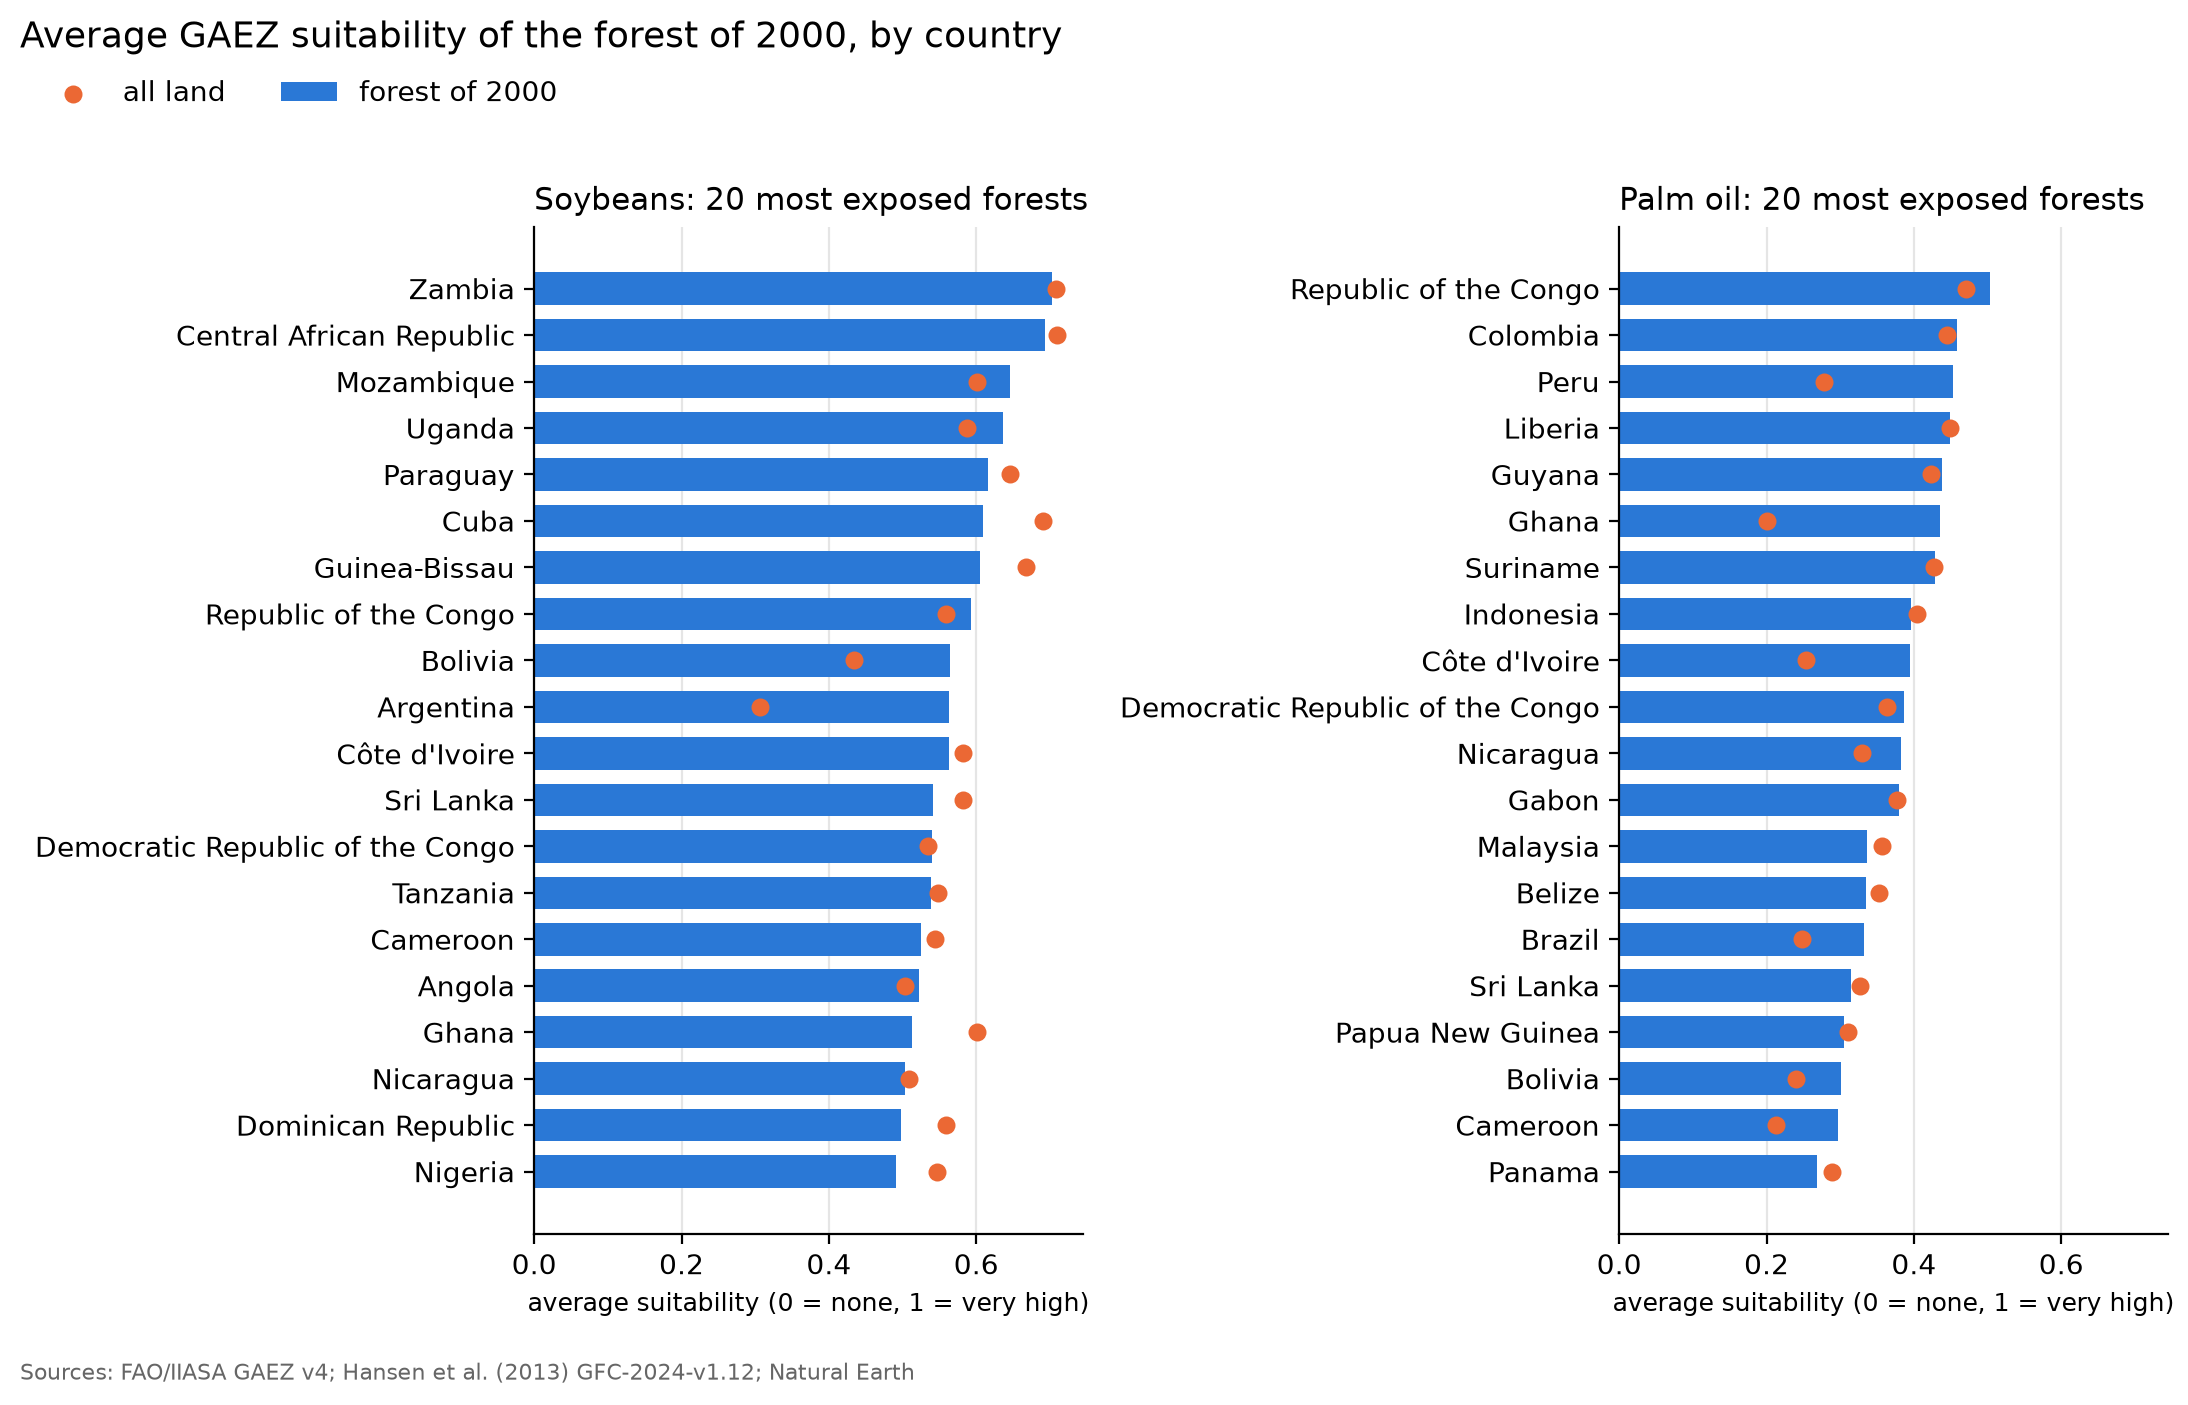 Average GAEZ suitability of the forest of 2000, by country
all land
forest of 2000
Soybeans: 20 most exposed forests
Zambia
Central African Republic
Mozambique
Uganda
Paraguay
Cuba
Guinea-Bissau
Republic of the Congo
Bolivia
Argentina
Côte d'Ivoire
Sri Lanka
Democratic Republic of the Congo
Tanzania
Cameroon
Angola
Ghana
Nicaragua
Dominican Republic
Nigeria
0.0 0.2 0.4 0.6
average suitability (0 = none, 1 = very high)
Palm oil: 20 most exposed forests
Republic of the Congo
Colombia
Peru
Liberia
Guyana
Ghana
Suriname
Indonesia
Côte d'Ivoire
Democratic Republic of the Congo
Nicaragua
Gabon
Malaysia
Belize
Brazil
Sri Lanka
Papua New Guinea
Bolivia
Cameroon
Panama
0.0 0.2 0.4 0.6
average suitability (0 = none, 1 = very high)
Sources: FAO/IIASA GAEZ v4; Hansen et al. (2013) GFC-2024-v1.12; Natural Earth